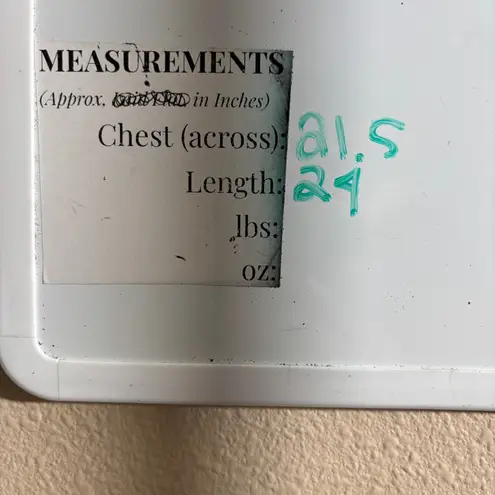 MEASUREMENTS
(Approx, in Inches)
Chest (across): 21.5
Length: 24
lbs:
oz: